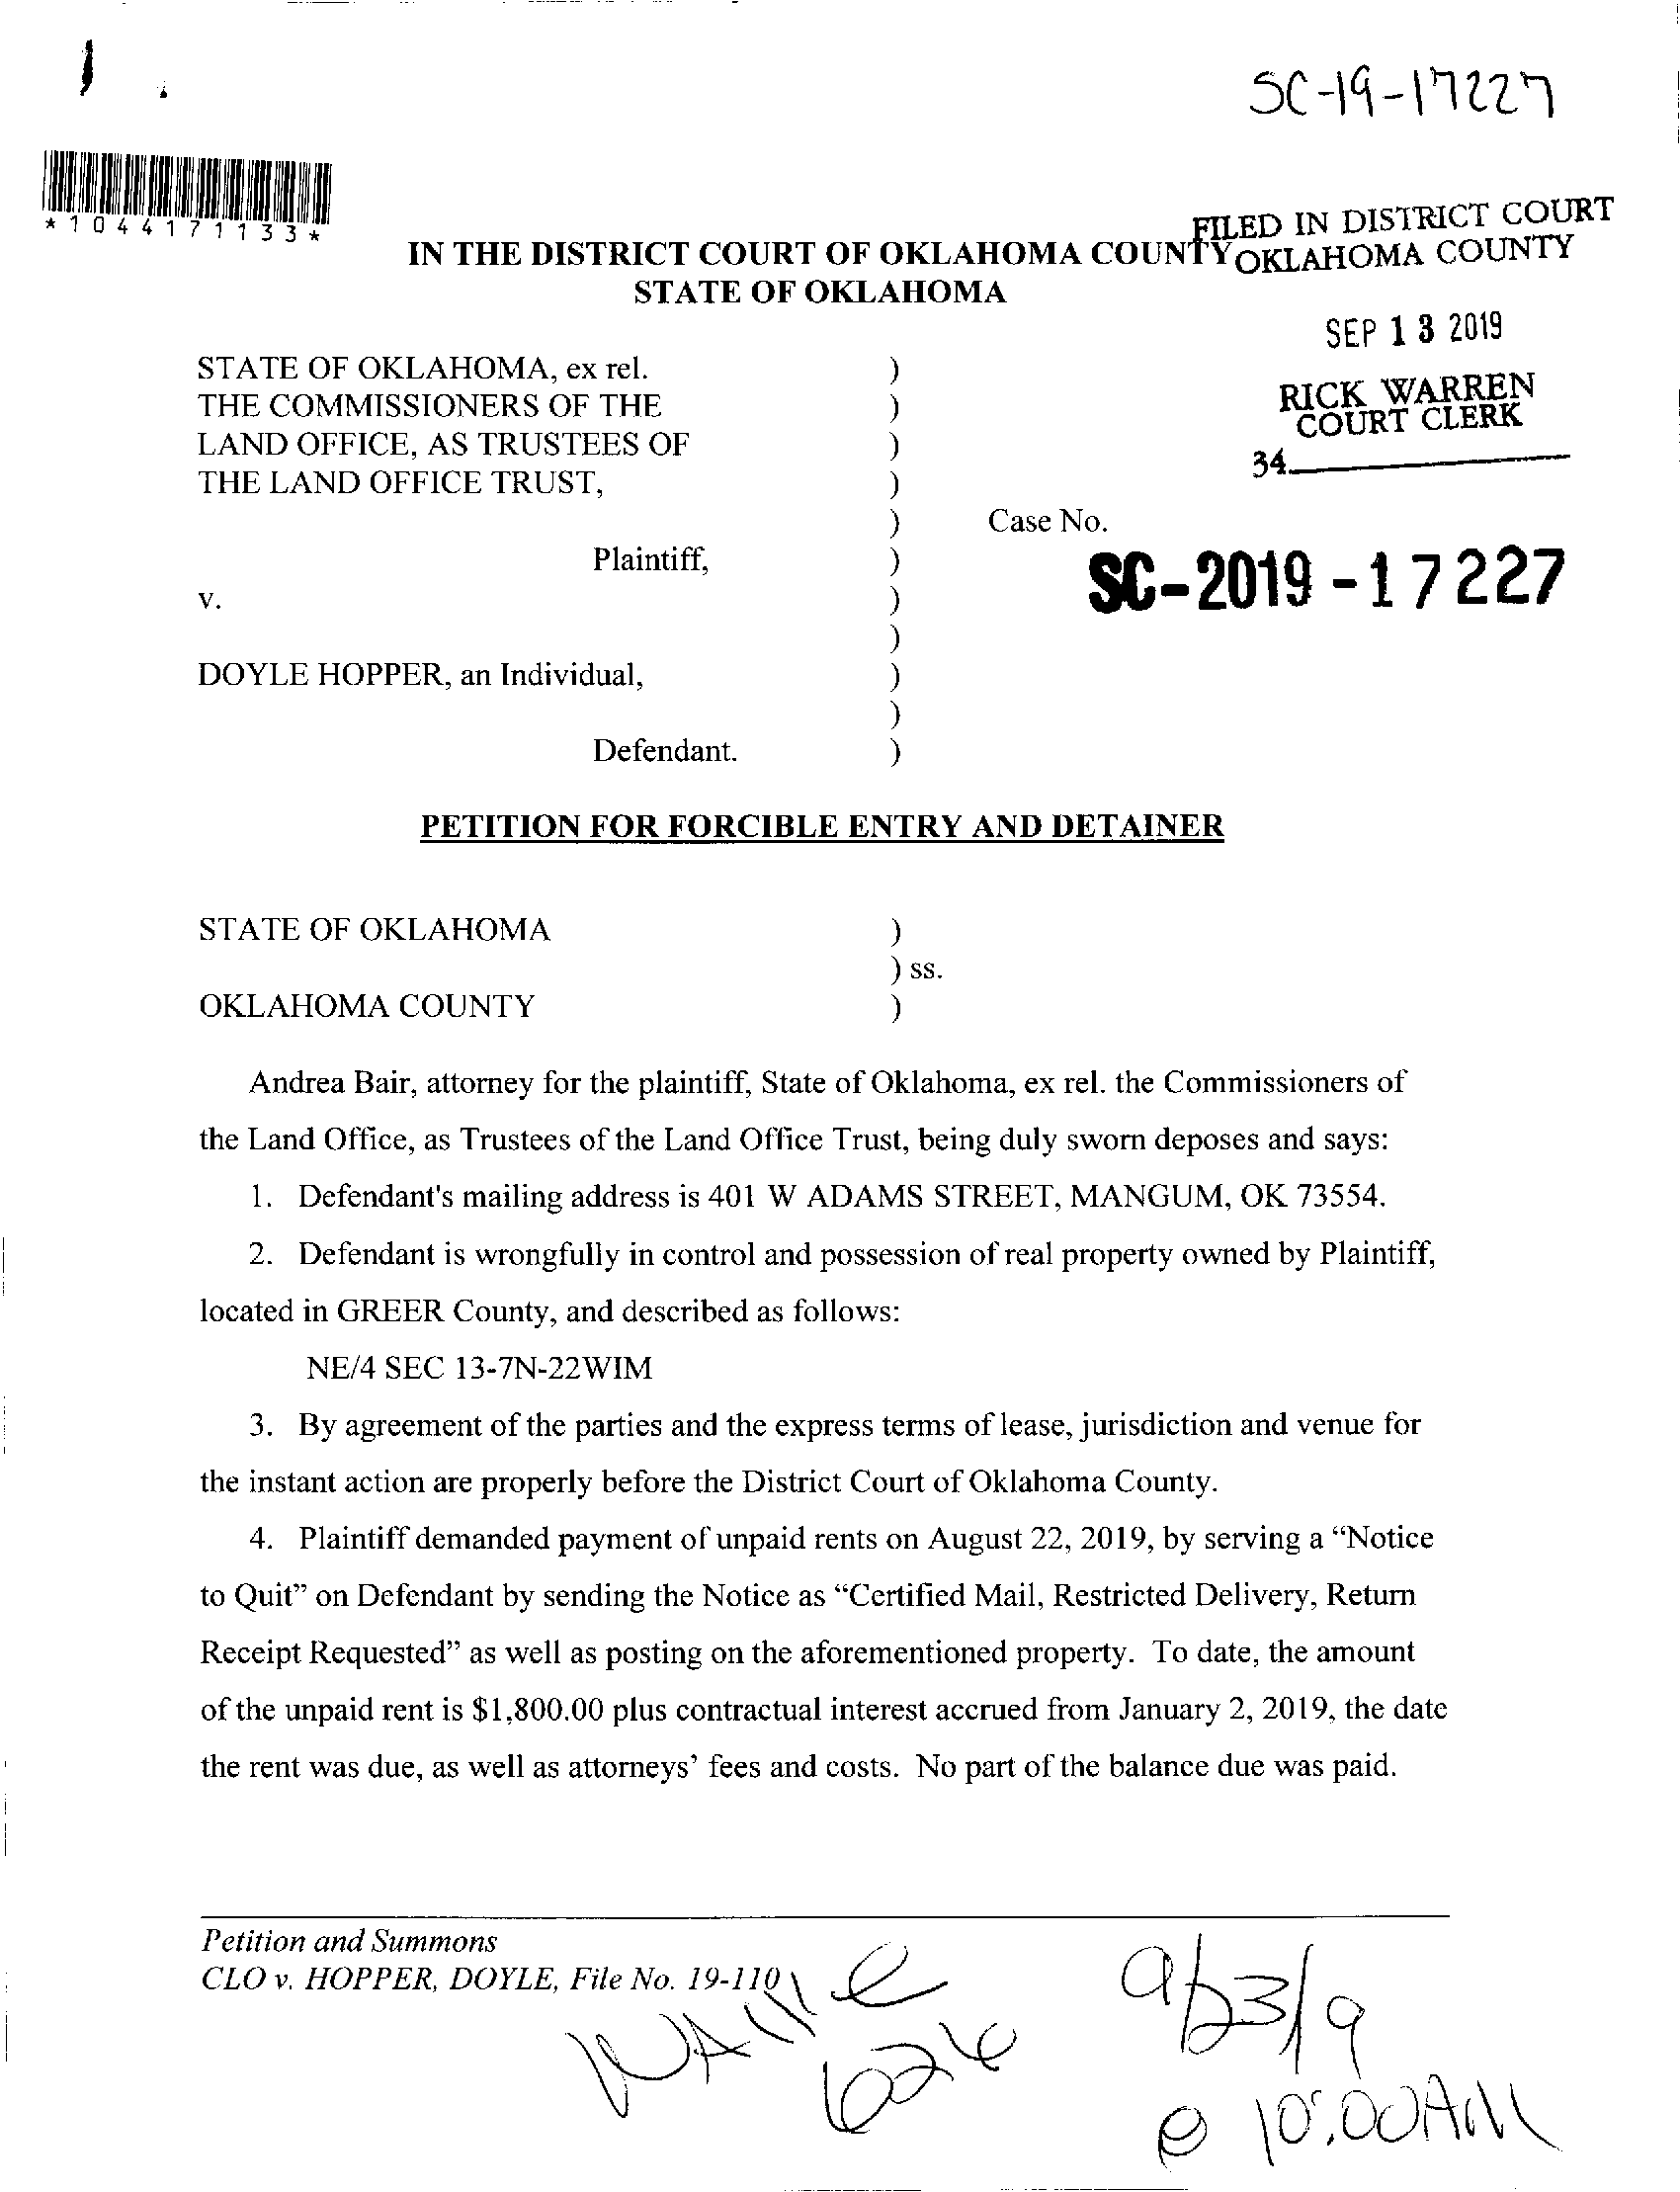 SC-19-17227
*1044171133*
FILED IN DISTRICT COURT
OKLAHOMA COUNTY
IN THE DISTRICT COURT OF OKLAHOMA COUNTY
STATE OF OKLAHOMA
SEP 13 2019
RICK WARREN
COURT CLERK
34
STATE OF OKLAHOMA, ex rel. )
THE COMMISSIONERS OF THE )
LAND OFFICE, AS TRUSTEES OF )
THE LAND OFFICE TRUST, )
) Case No.
Plaintiff, )
SC-2019-17227
v. )
)
DOYLE HOPPER, an Individual, )
)
Defendant. )
PETITION FOR FORCIBLE ENTRY AND DETAINER
STATE OF OKLAHOMA )
) ss.
OKLAHOMA COUNTY )
Andrea Bair, attorney for the plaintiff, State of Oklahoma, ex rel. the Commissioners of
the Land Office, as Trustees of the Land Office Trust, being duly sworn deposes and says:
1. Defendant's mailing address is 401 W ADAMS STREET, MANGUM, OK 73554.
2. Defendant is wrongfully in control and possession of real property owned by Plaintiff,
located in GREER County, and described as follows:
NE/4 SEC 13-7N-22WIM
3. By agreement of the parties and the express terms of lease, jurisdiction and venue for
the instant action are properly before the District Court of Oklahoma County.
4. Plaintiff demanded payment of unpaid rents on August 22, 2019, by serving a “Notice
to Quit” on Defendant by sending the Notice as “Certified Mail, Restricted Delivery, Return
Receipt Requested” as well as posting on the aforementioned property. To date, the amount
of the unpaid rent is $1,800.00 plus contractual interest accrued from January 2, 2019, the date
the rent was due, as well as attorneys’ fees and costs. No part of the balance due was paid.
Petition and Summons
CLO v. HOPPER, DOYLE, File No. 19-110
@ 10:00AM